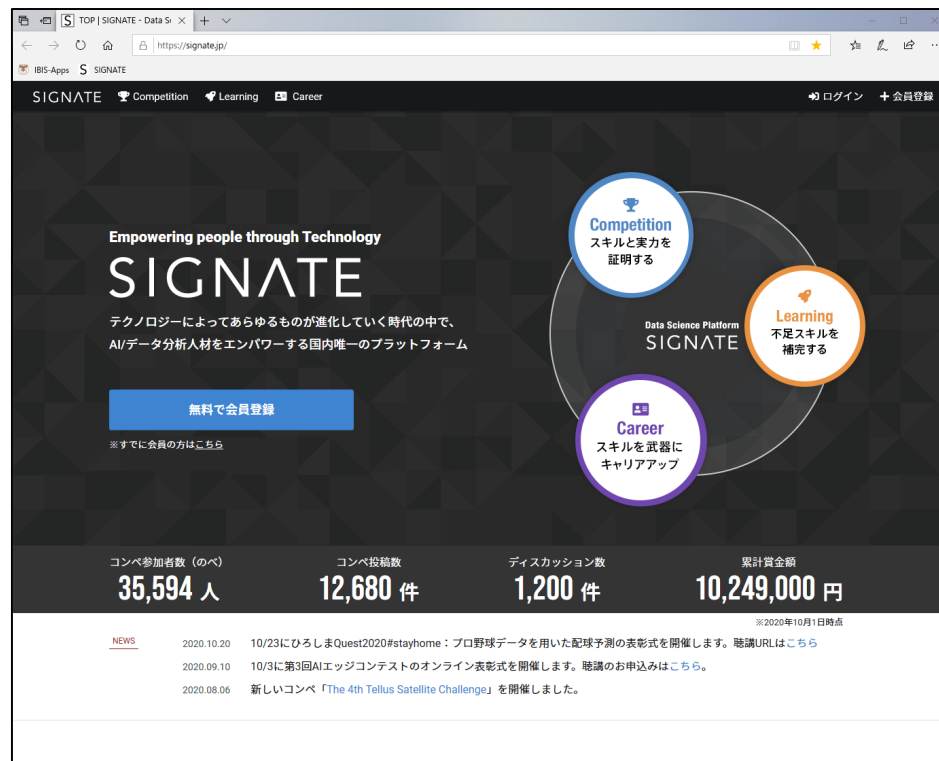 TOP | SIGNATE - Data S
https://signate.jp/
IBIS-Apps S SIGNATE
SIGNATE Competition Learning Career ログイン 会員登録
Empowering people through Technology
SIGNATE
テクノロジーによってあらゆるものが進化していく時代の中で、
AI/データ分析人材をエンパワーする国内唯一のプラットフォーム
無料で会員登録
※すでに会員の方はこちら
Competition
スキルと実力を
証明する
Learning
不足スキルを
補完する
Data Science Platform
SIGNATE
Career
スキルを武器に
キャリアアップ
コンペ参加者数（のべ） コンペ投稿数 ディスカッション数 累計賞金額
35,594 人 12,680 件 1,200 件 10,249,000 円
※2020年10月1日時点
NEWS 2020.10.20 10/23にひろしまQuest2020#stayhome：プロ野球データを用いた配球予測の表彰式を開催します。聴講URLはこちら
2020.09.10 10/3に第3回AIエッジコンテストのオンライン表彰式を開催します。聴講のお申込みはこちら。
2020.08.06 新しいコンペ「The 4th Tellus Satellite Challenge」を開催しました。